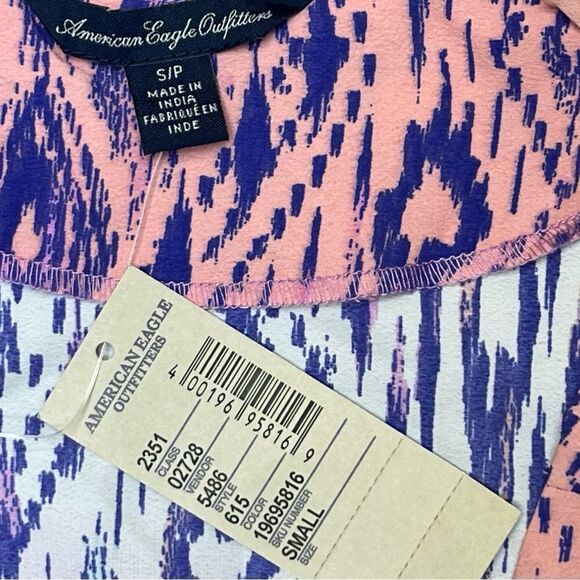 American Eagle Outfitters
S/P
MADE IN
INDIA
FABRIQUÉ EN
INDE
AMERICAN EAGLE
OUTFITTERS
4 00196 95816 9
2351
CLASS
02728
VENDOR
5486
STYLE
615
COLOR
19695816
SKU NUMBER
SMALL
SIZE